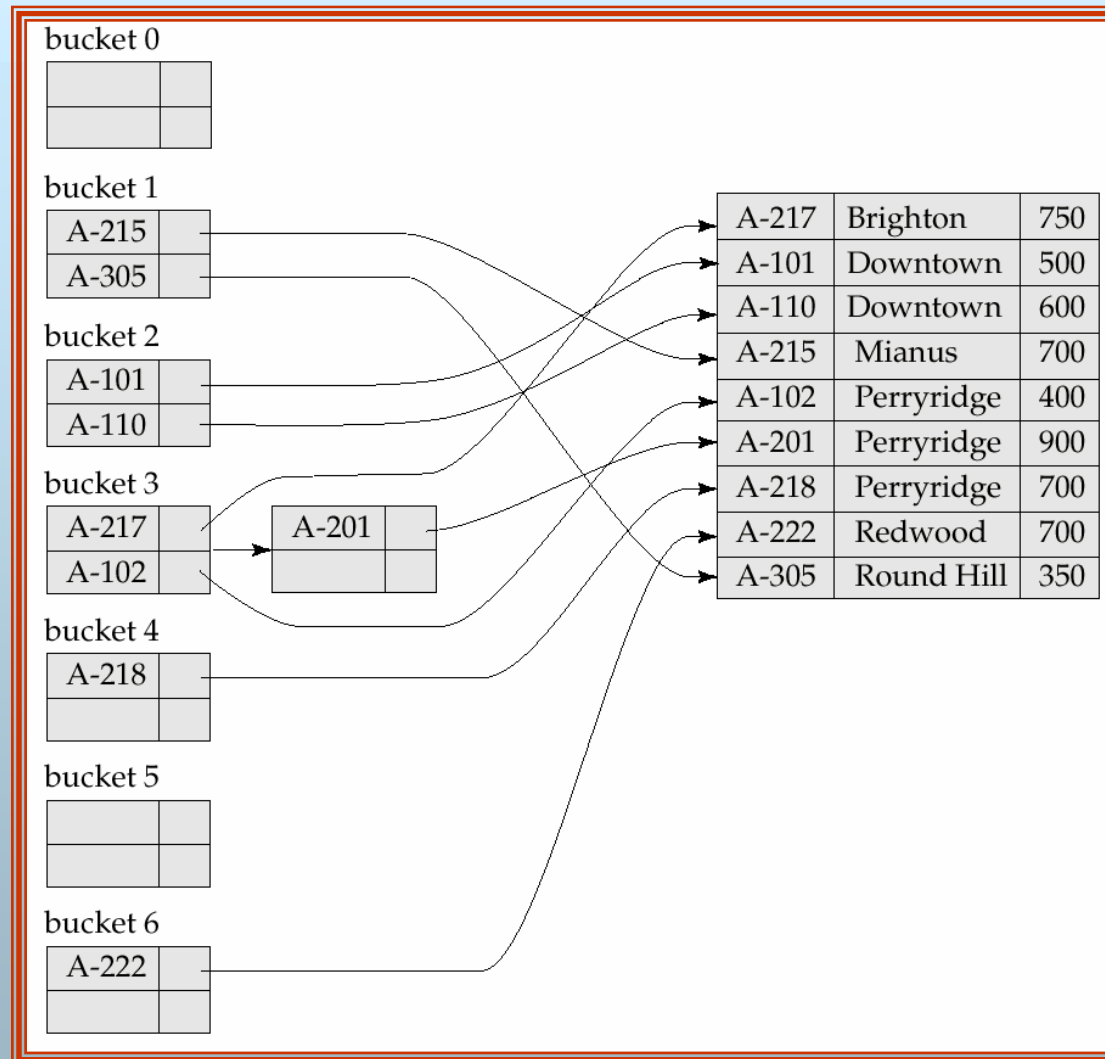 bucket 0
bucket 1
A-215
A-305
bucket 2
A-101
A-110
bucket 3
A-217
A-102
A-201
bucket 4
A-218
bucket 5
bucket 6
A-222
A-217 Brighton 750
A-101 Downtown 500
A-110 Downtown 600
A-215 Mianus 700
A-102 Perryridge 400
A-201 Perryridge 900
A-218 Perryridge 700
A-222 Redwood 700
A-305 Round Hill 350